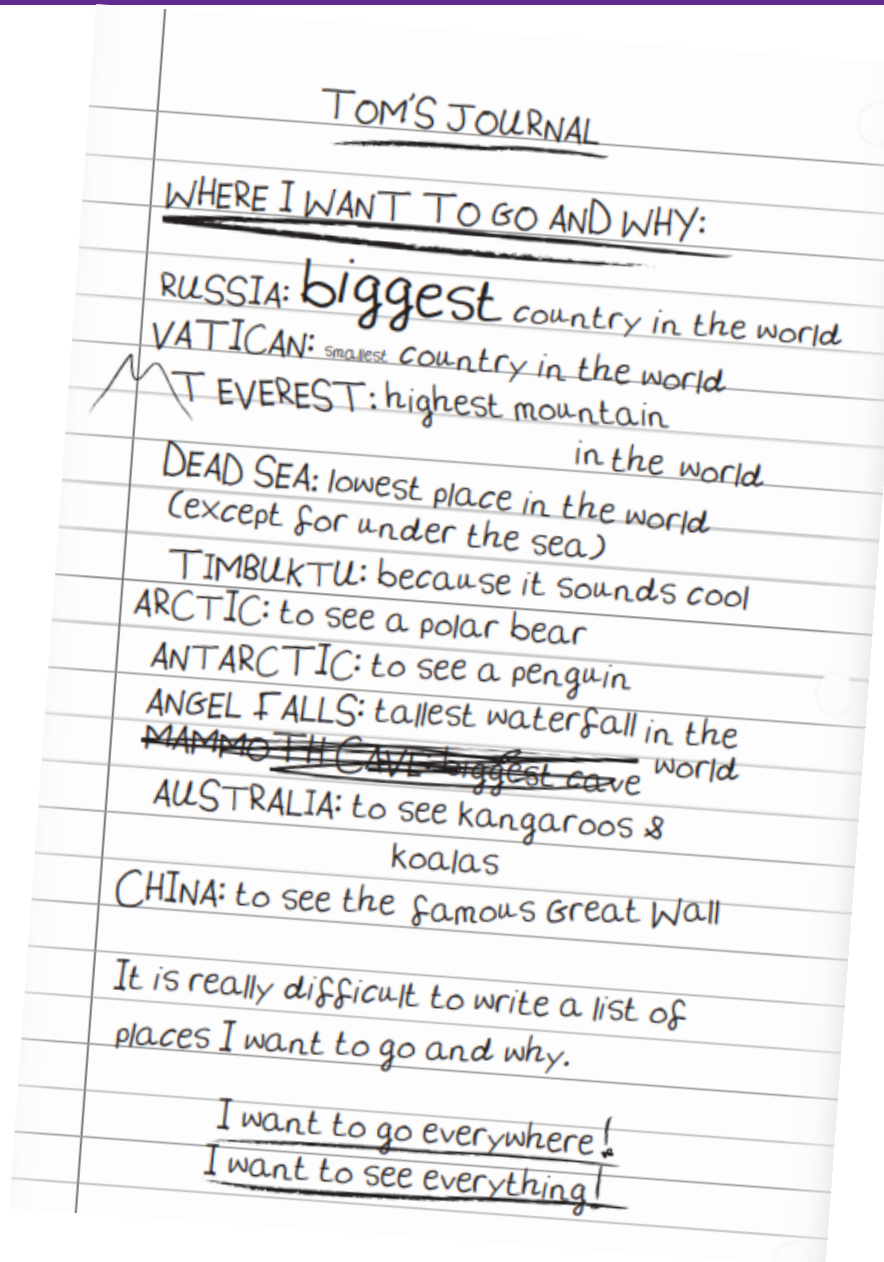 TOM'S JOURNAL
WHERE I WANT TO GO AND WHY:
RUSSIA: biggest country in the world
VATICAN: smallest country in the world
MT EVEREST: highest mountain
in the world
DEAD SEA: lowest place in the world
(except for under the sea)
TIMBUKTU: because it sounds cool
ARCTIC: to see a polar bear
ANTARCTIC: to see a penguin
ANGEL FALLS: tallest waterfall in the
world
MAMMOTH CAVE biggest cave
AUSTRALIA: to see kangaroos &
koalas
CHINA: to see the famous Great Wall
It is really difficult to write a list of
places I want to go and why.
I want to go everywhere!
I want to see everything!